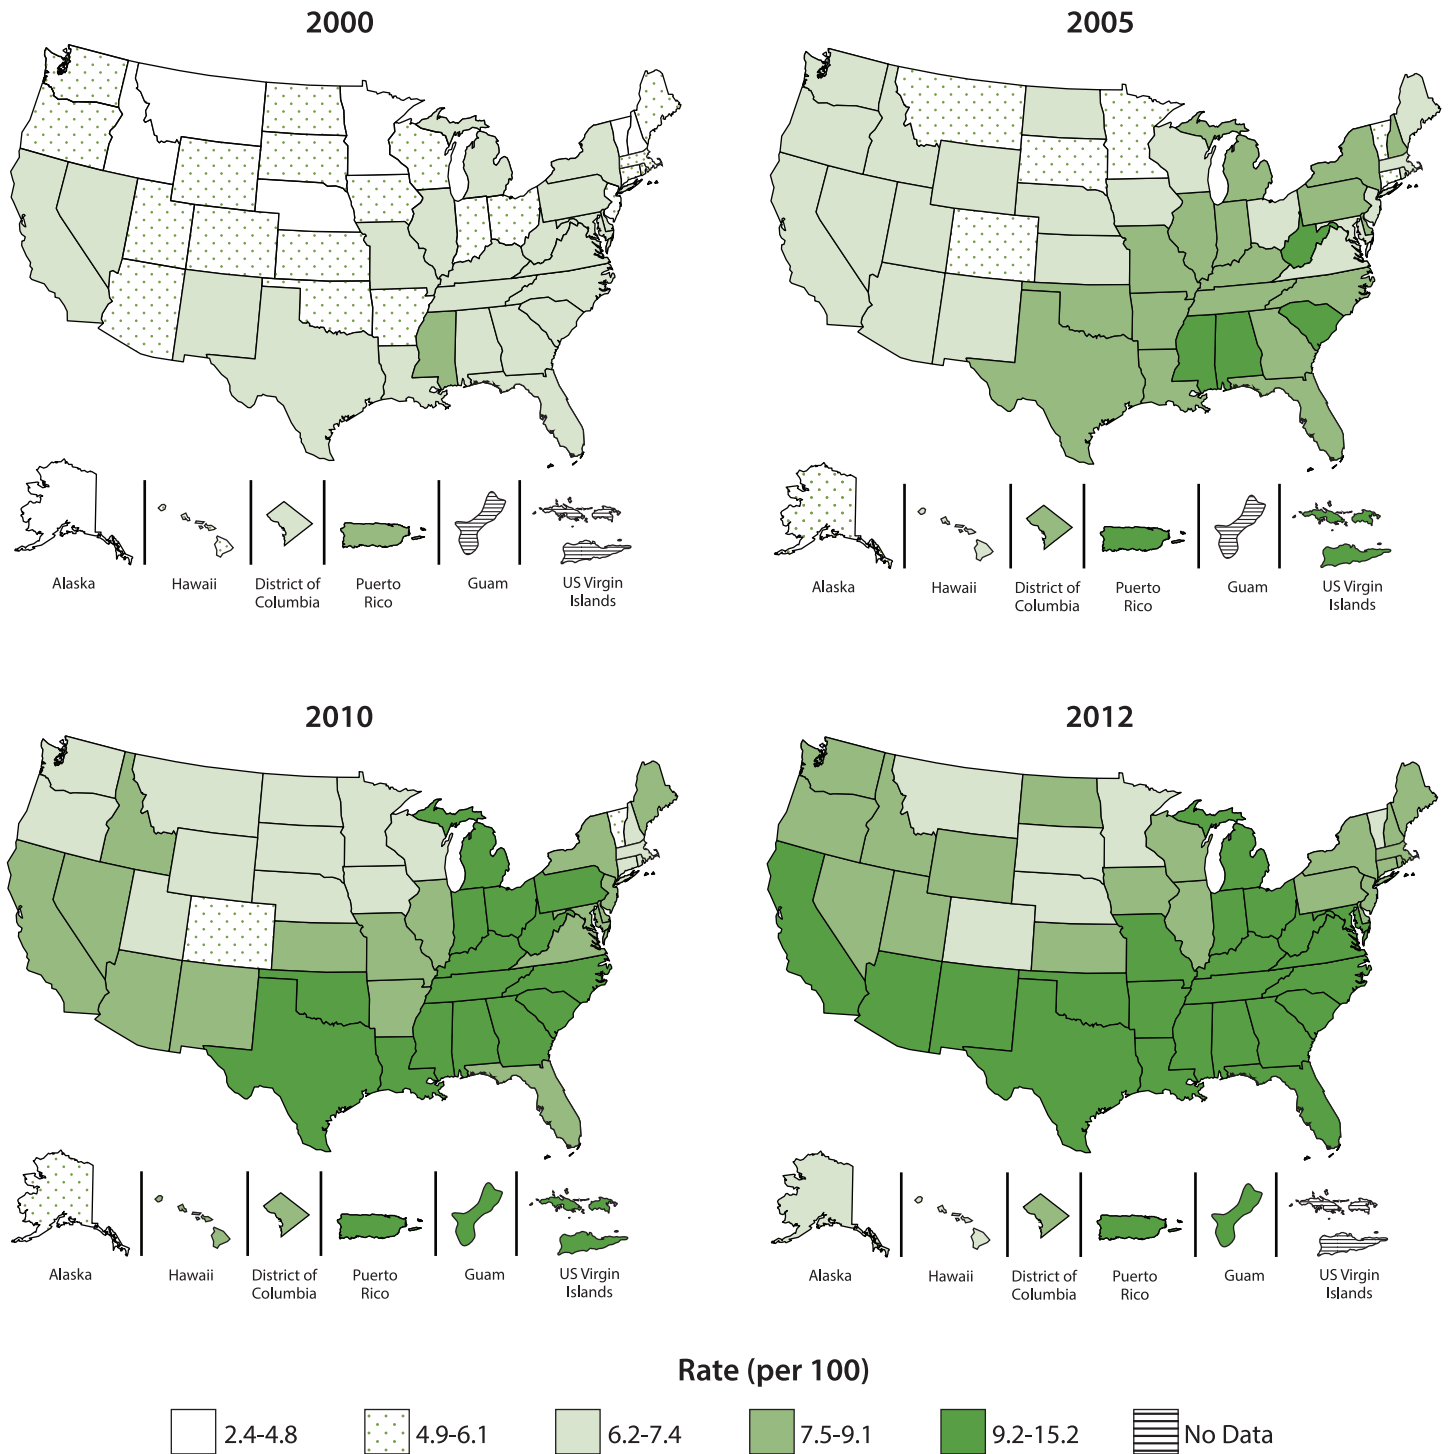 2000
2005
Alaska
Hawaii
District of
Columbia
Puerto
Rico
Guam
US Virgin
Islands
Alaska
Hawaii
District of
Columbia
Puerto
Rico
Guam
US Virgin
Islands
2010
2012
Alaska
Hawaii
District of
Columbia
Puerto
Rico
Guam
US Virgin
Islands
Alaska
Hawaii
District of
Columbia
Puerto
Rico
Guam
US Virgin
Islands
Rate (per 100)
2.4-4.8
4.9-6.1
6.2-7.4
7.5-9.1
9.2-15.2
No Data